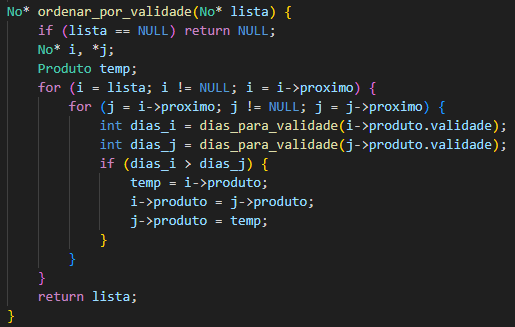 No* ordenar_por_validade(No* lista) {
    if (lista == NULL) return NULL;
    No* i, *j;
    Produto temp;
    for (i = lista; i != NULL; i = i->proximo) {
        for (j = i->proximo; j != NULL; j = j->proximo) {
            int dias_i = dias_para_validade(i->produto.validade);
            int dias_j = dias_para_validade(j->produto.validade);
            if (dias_i > dias_j) {
                temp = i->produto;
                i->produto = j->produto;
                j->produto = temp;
            }
        }
    }
    return lista;
}